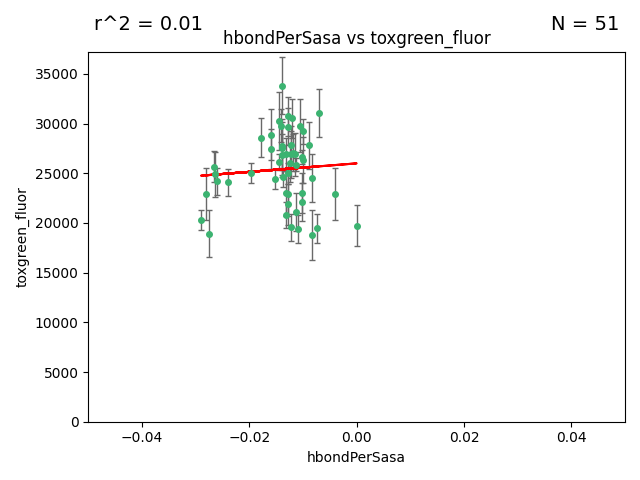 r^2 = 0.01
N = 51
hbondPerSasa vs toxgreen_fluor
35000
30000
25000
20000
15000
10000
5000
0
toxgreen_fluor
−0.04
−0.02
0.00
0.02
0.04
hbondPerSasa